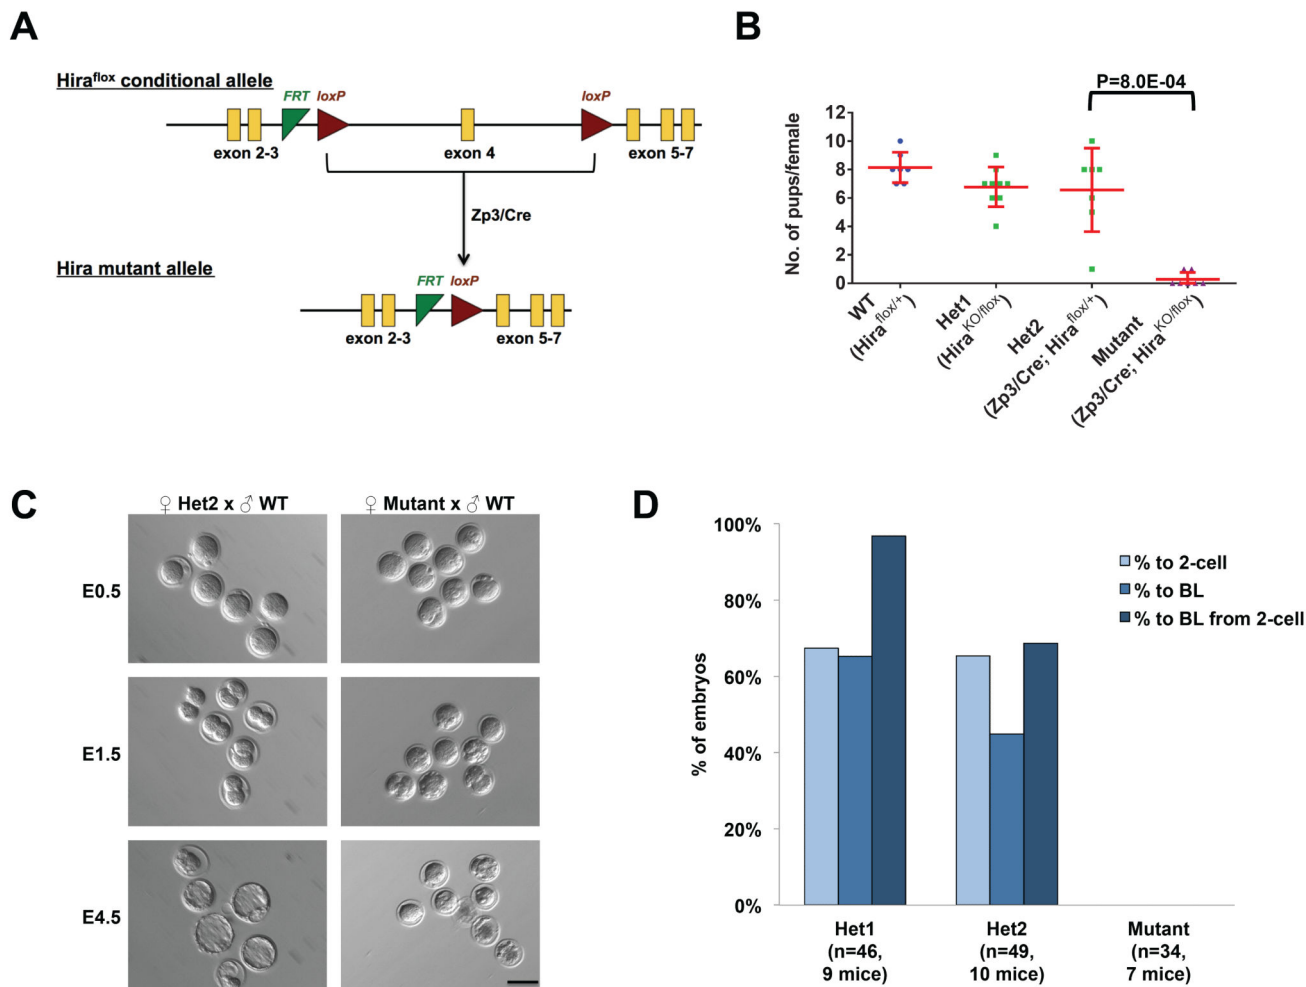 A
Hiraflox conditional allele
FRT loxP loxP
exon 2-3 exon 4 exon 5-7
Zp3/Cre
Hira mutant allele
FRT loxP
exon 2-3 exon 5-7
B
P=8.0E-04
No. of pups/female
12
10
8
6
4
2
0
WT
(Hira flox/+)
Het1
(Hira KO/flox)
Het2
(Zp3/Cre; Hira flox/+)
Mutant
(Zp3/Cre; Hira KO/flox)
C
♀ Het2 x ♂ WT ♀ Mutant x ♂ WT
E0.5
E1.5
E4.5
D
% of embryos
100%
80%
60%
40%
20%
0%
% to 2-cell
% to BL
% to BL from 2-cell
Het1
(n=46,
9 mice)
Het2
(n=49,
10 mice)
Mutant
(n=34,
7 mice)